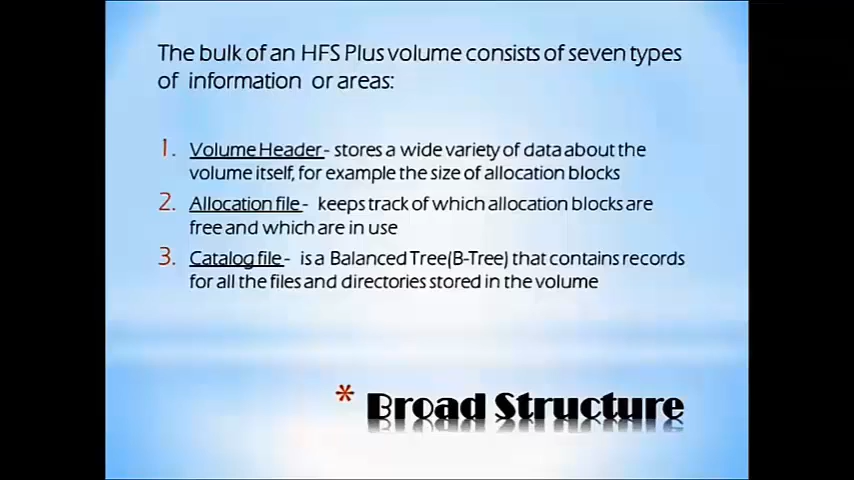 The bulk of an HFS Plus volume consists of seven types
of information or areas:
1. Volume Header- stores a wide variety of data about the
volume itself, for example the size of allocation blocks
2. Allocation file- keeps track of which allocation blocks are
free and which are in use
3. Catalog file- is a Balanced Tree(B-Tree) that contains records
for all the files and directories stored in the volume
* Broad Structure